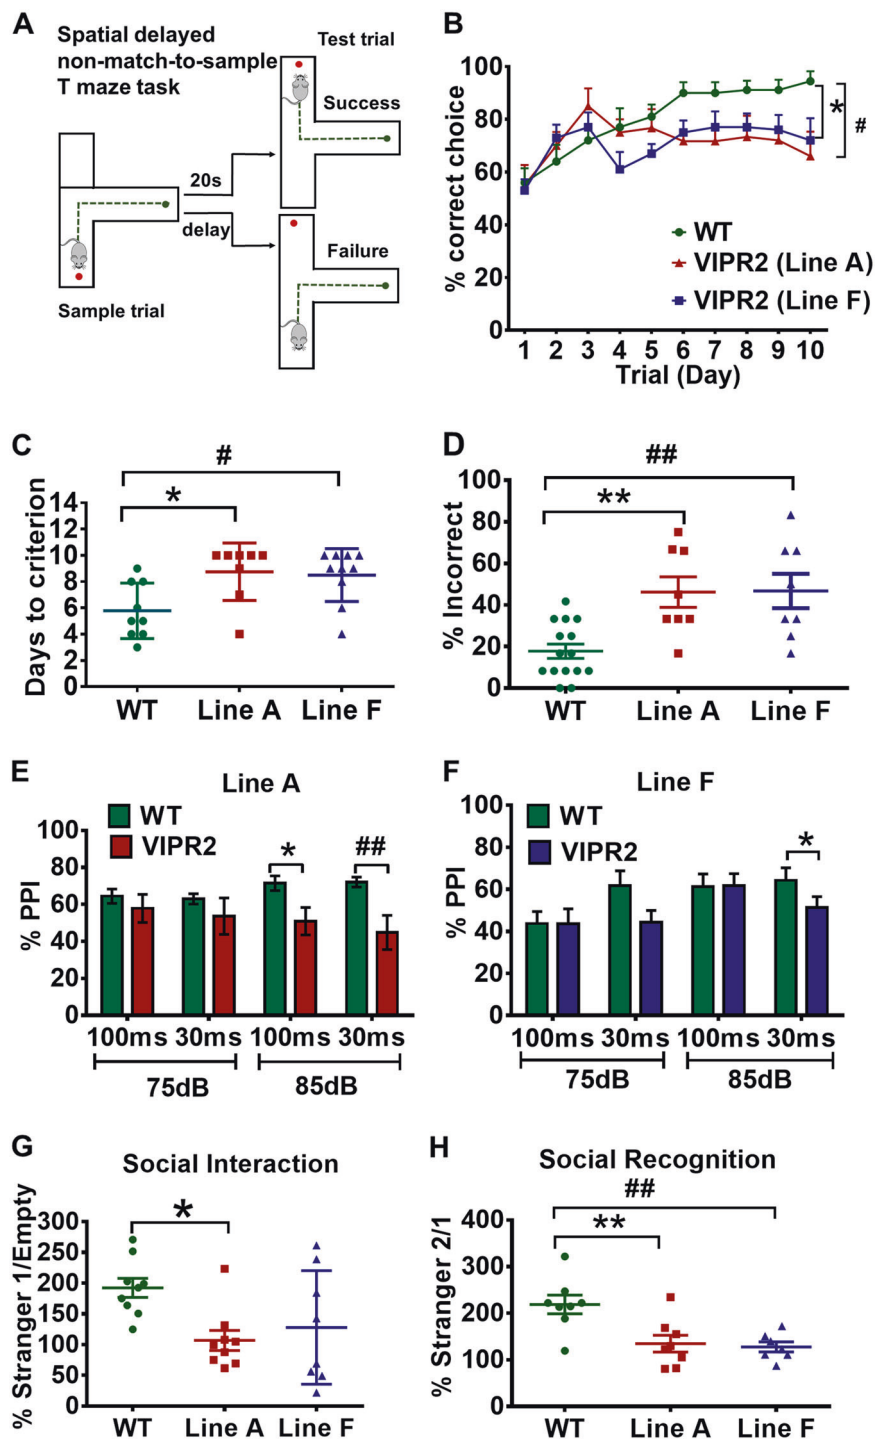 A
Spatial delayed
non-match-to-sample
T maze task
Test trial
Success
20s
delay
Failure
Sample trial
B
% correct choice
100
80
60
40
20
0
*
#
WT
VIPR2 (Line A)
VIPR2 (Line F)
1 2 3 4 5 6 7 8 9 10
Trial (Day)
C
#
*
Days to criterion
14
12
10
8
6
4
2
0
WT Line A Line F
D
##
**
% Incorrect
100
80
60
40
20
0
WT Line A Line F
E
Line A
WT
VIPR2
% PPI
100
80
60
40
20
0
*
##
100ms 30ms 100ms 30ms
75dB 85dB
F
Line F
WT
VIPR2
% PPI
100
80
60
40
20
0
*
100ms 30ms 100ms 30ms
75dB 85dB
G
Social Interaction
*
% Stranger 1/Empty
300
250
200
150
100
50
0
WT Line A Line F
H
Social Recognition
##
**
% Stranger 2/1
400
300
200
100
0
WT Line A Line F